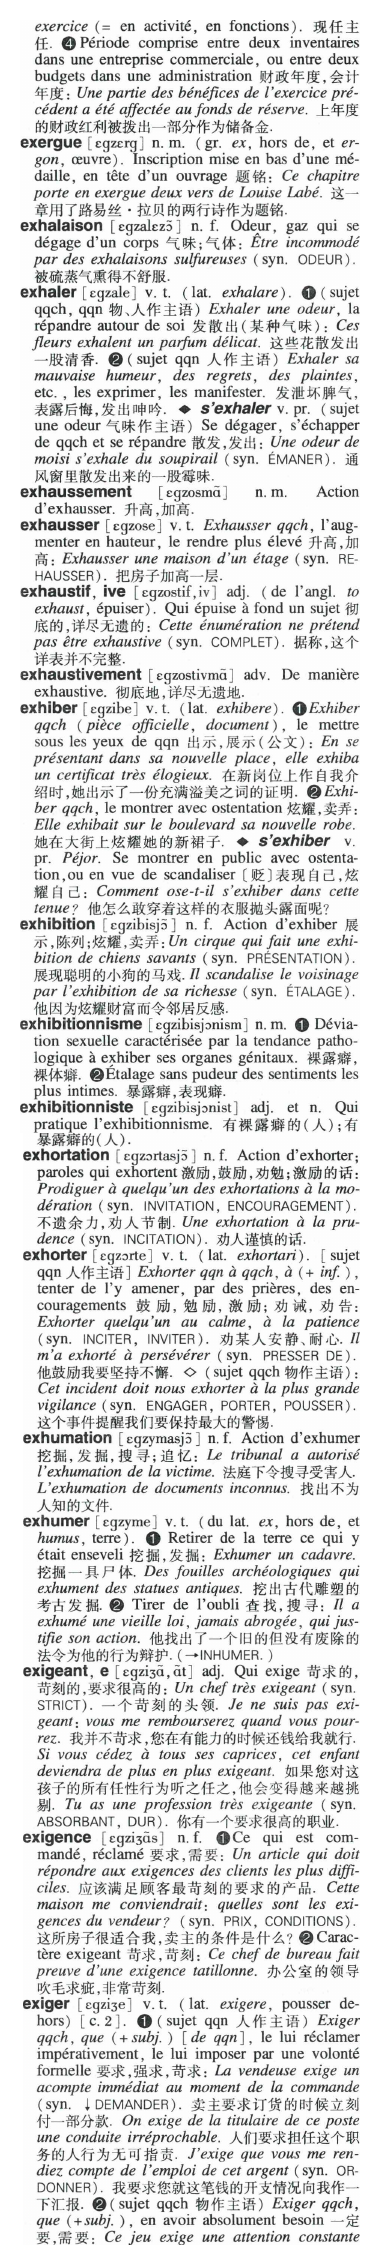 exercice (= en activité, en fonctions). 现任主
任. ❹ Période comprise entre deux inventaires
dans une entreprise commerciale, ou entre deux
budgets dans une administration 财政年度,会计
年度: Une partie des bénéfices de l'exercice pré-
cédent a été affectée au fonds de réserve. 上年度
的财政红利被拨出一部分作为储备金.
exergue [ɛgzɛrg] n. m. (gr. ex, hors de, et er-
gon, œuvre). Inscription mise en bas d'une mé-
daille, en tête d'un ouvrage 题铭: Ce chapitre
porte en exergue deux vers de Louise Labé. 这一
章用了路易丝·拉贝的两行诗作为题铭.
exhalaison [ɛgzalɛzɔ̃] n. f. Odeur, gaz qui se
dégage d'un corps 气味;气体: Être incommodé
par des exhalaisons sulfureuses (syn. ODEUR).
被硫蒸气熏得不舒服.
exhaler [ɛgzale] v. t. (lat. exhalare). ❶ (sujet
qqch, qqn 物、人作主语) Exhaler une odeur, la
répandre autour de soi 发散出(某种气味): Ces
fleurs exhalent un parfum délicat. 这些花散发出
一股清香. ❷ (sujet qqn 人作主语) Exhaler sa
mauvaise humeur, des regrets, des plaintes,
etc., les exprimer, les manifester. 发泄坏脾气,
表露后悔,发出呻吟. ◆ s'exhaler v. pr. (sujet
une odeur 气味作主语) Se dégager, s'échapper
de qqch et se répandre 散发,发出: Une odeur de
moisi s'exhale du soupirail (syn. ÉMANER). 通
风窗里散发出来的一股霉味.
exhaussement [ɛgzosmɑ̃] n. m. Action
d'exhausser. 升高,加高.
exhausser [ɛgzose] v. t. Exhausser qqch, l'aug-
menter en hauteur, le rendre plus élevé 升高,加
高: Exhausser une maison d'un étage (syn. RE-
HAUSSER). 把房子加高一层.
exhaustif, ive [ɛgzostif,iv] adj. (de l'angl. to
exhaust, épuiser). Qui épuise à fond un sujet 彻
底的,详尽无遗的: Cette énumération ne prétend
pas être exhaustive (syn. COMPLET). 据称,这个
详表并不完整.
exhaustivement [ɛgzostivmɑ̃] adv. De manière
exhaustive. 彻底地,详尽无遗地.
exhiber [ɛgzibe] v. t. (lat. exhibere). ❶ Exhiber
qqch (pièce officielle, document), le mettre
sous les yeux de qqn 出示,展示(公文): En se
présentant dans sa nouvelle place, elle exhiba
un certificat très élogieux. 在新岗位上作自我介
绍时,她出示了一份充满溢美之词的证明. ❷ Exhi-
ber qqch, le montrer avec ostentation 炫耀,卖弄:
Elle exhibait sur le boulevard sa nouvelle robe.
她在大街上炫耀她的新裙子. ◆ s'exhiber v.
pr. Péjor. Se montrer en public avec ostenta-
tion,ou en vue de scandaliser [贬]表现自己,炫
耀自己: Comment ose-t-il s'exhiber dans cette
tenue? 他怎么敢穿着这样的衣服抛头露面呢?
exhibition [ɛgzibisjɔ̃] n. f. Action d'exhiber 展
示,陈列;炫耀,卖弄: Un cirque qui fait une exhi-
bition de chiens savants (syn. PRÉSENTATION).
展现聪明的小狗的马戏. Il scandalise le voisinage
par l'exhibition de sa richesse (syn. ÉTALAGE).
他因为炫耀财富而令邻居反感.
exhibitionnisme [ɛgzibisjɔnism] n. m. ❶ Dévia-
tion sexuelle caractérisée par la tendance patho-
logique à exhiber ses organes génitaux. 裸露癖,
裸体癖. ❷ Étalage sans pudeur des sentiments les
plus intimes. 暴露癖,表现癖.
exhibitionniste [ɛgzibisjɔnist] adj. et n. Qui
pratique l'exhibitionnisme. 有裸露癖的(人);有
暴露癖的(人).
exhortation [ɛgzɔrtasjɔ̃] n. f. Action d'exhorter;
paroles qui exhortent 激励,鼓励,劝勉;激励的话:
Prodiguer à quelqu'un des exhortations à la mo-
dération (syn. INVITATION, ENCOURAGEMENT).
不遗余力,劝人节制. Une exhortation à la pru-
dence (syn. INCITATION). 劝人谨慎的话.
exhorter [ɛgzɔrte] v. t. (lat. exhortari). [sujet
qqn 人作主语] Exhorter qqn à qqch, à (+ inf.),
tenter de l'y amener, par des prières, des en-
couragements 鼓励,勉励,激励;劝诫,劝告:
Exhorter quelqu'un au calme, à la patience
(syn. INCITER, INVITER). 劝某人安静、耐心. Il
m'a exhorté à persévérer (syn. PRESSER DE).
他鼓励我要坚持不懈. ◇ (sujet qqch 物作主语):
Cet incident doit nous exhorter à la plus grande
vigilance (syn. ENGAGER, PORTER, POUSSER).
这个事件提醒我们要保持最大的警惕.
exhumation [ɛgzymasjɔ̃] n. f. Action d'exhumer
挖掘,发掘,搜寻;追忆: Le tribunal a autorisé
l'exhumation de la victime. 法庭下令搜寻受害人.
L'exhumation de documents inconnus. 找出不为
人知的文件.
exhumer [ɛgzyme] v. t. (du lat. ex, hors de, et
humus, terre). ❶ Retirer de la terre ce qui y
était enseveli 挖掘,发掘: Exhumer un cadavre.
挖掘一具尸体. Des fouilles archéologiques qui
exhument des statues antiques. 挖出古代雕塑的
考古发掘. ❷ Tirer de l'oubli 查找,搜寻: Il a
exhumé une vieille loi, jamais abrogée, qui jus-
tifie son action. 他找出了一个旧的但没有废除的
法令为他的行为辩护. (→INHUMER.)
exigeant, e [ɛgziʒɑ̃, ɑ̃t] adj. Qui exige 苛求的,
苛刻的,要求很高的: Un chef très exigeant (syn.
STRICT). 一个苛刻的头领. Je ne suis pas exi-
geant: vous me rembourserez quand vous pour-
rez. 我并不苛求,您在有能力的时候还钱给我就行.
Si vous cédez à tous ses caprices, cet enfant
deviendra de plus en plus exigeant. 如果您对这
孩子的所有任性行为听之任之,他会变得越来越挑
剔. Tu as une profession très exigeante (syn.
ABSORBANT, DUR). 你有一个要求很高的职业.
exigence [ɛgziʒɑ̃s] n. f. ❶ Ce qui est com-
mandé, réclamé 要求,需要: Un article qui doit
répondre aux exigences des clients les plus diffi-
ciles. 应该满足顾客最苛刻的要求的产品. Cette
maison me conviendrait: quelles sont les exi-
gences du vendeur? (syn. PRIX, CONDITIONS).
这所房子很适合我,卖主的条件是什么? ❷ Carac-
tère exigeant 苛求,苛刻: Ce chef de bureau fait
preuve d'une exigence tatillonne. 办公室的领导
吹毛求疵,非常苛刻.
exiger [ɛgziʒe] v. t. (lat. exigere, pousser de-
hors) [c. 2]. ❶ (sujet qqn 人作主语) Exiger
qqch, que (+ subj.) [de qqn], le lui réclamer
impérativement, le lui imposer par une volonté
formelle 要求,强求,苛求: La vendeuse exige un
acompte immédiat au moment de la commande
(syn. ↓DEMANDER). 卖主要求订货的时候立刻
付一部分款. On exige de la titulaire de ce poste
une conduite irréprochable. 人们要求担任这个职
务的人行为无可指责. J'exige que vous me ren-
diez compte de l'emploi de cet argent (syn. OR-
DONNER). 我要求您就这笔钱的开支情况向我作一
下汇报. ❷ (sujet qqch 物作主语) Exiger qqch,
que (+ subj.), en avoir absolument besoin 一定
要,需要: Ce jeu exige une attention constante